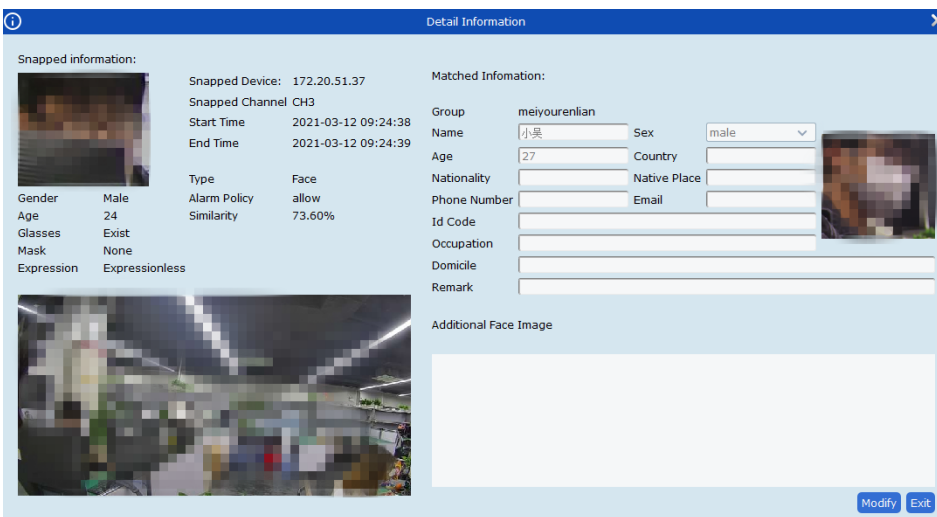 Detail Information
Snapped information:
Snapped Device: 172.20.51.37
Snapped Channel CH3
Start Time 2021-03-12 09:24:38
End Time 2021-03-12 09:24:39
Type Face
Alarm Policy allow
Similarity 73.60%
Gender Male
Age 24
Glasses Exist
Mask None
Expression Expressionless
Matched Infomation:
Group meiyourenlian
Name 小吴 Sex male
Age 27 Country
Nationality Native Place
Phone Number Email
Id Code
Occupation
Domicile
Remark
Additional Face Image
Modify Exit